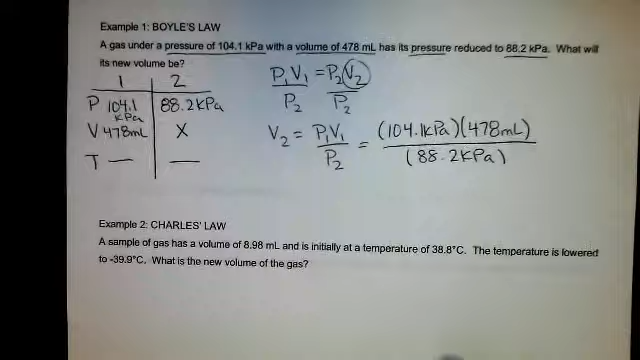 Example 1: BOYLE'S LAW
A gas under a pressure of 104.1 kPa with a volume of 478 mL has its pressure reduced to 88.2 kPa. What will
its new volume be?
1 2
P 104.1 kPa 88.2kPa
V 478mL X
T — —
P₁V₁ = P₂V₂
P₂ P₂
V₂ = P₁V₁ = (104.1kPa)(478mL)
P₂ (88.2kPa)
Example 2: CHARLES' LAW
A sample of gas has a volume of 8.98 mL and is initially at a temperature of 38.8°C. The temperature is lowered
to -39.9°C. What is the new volume of the gas?